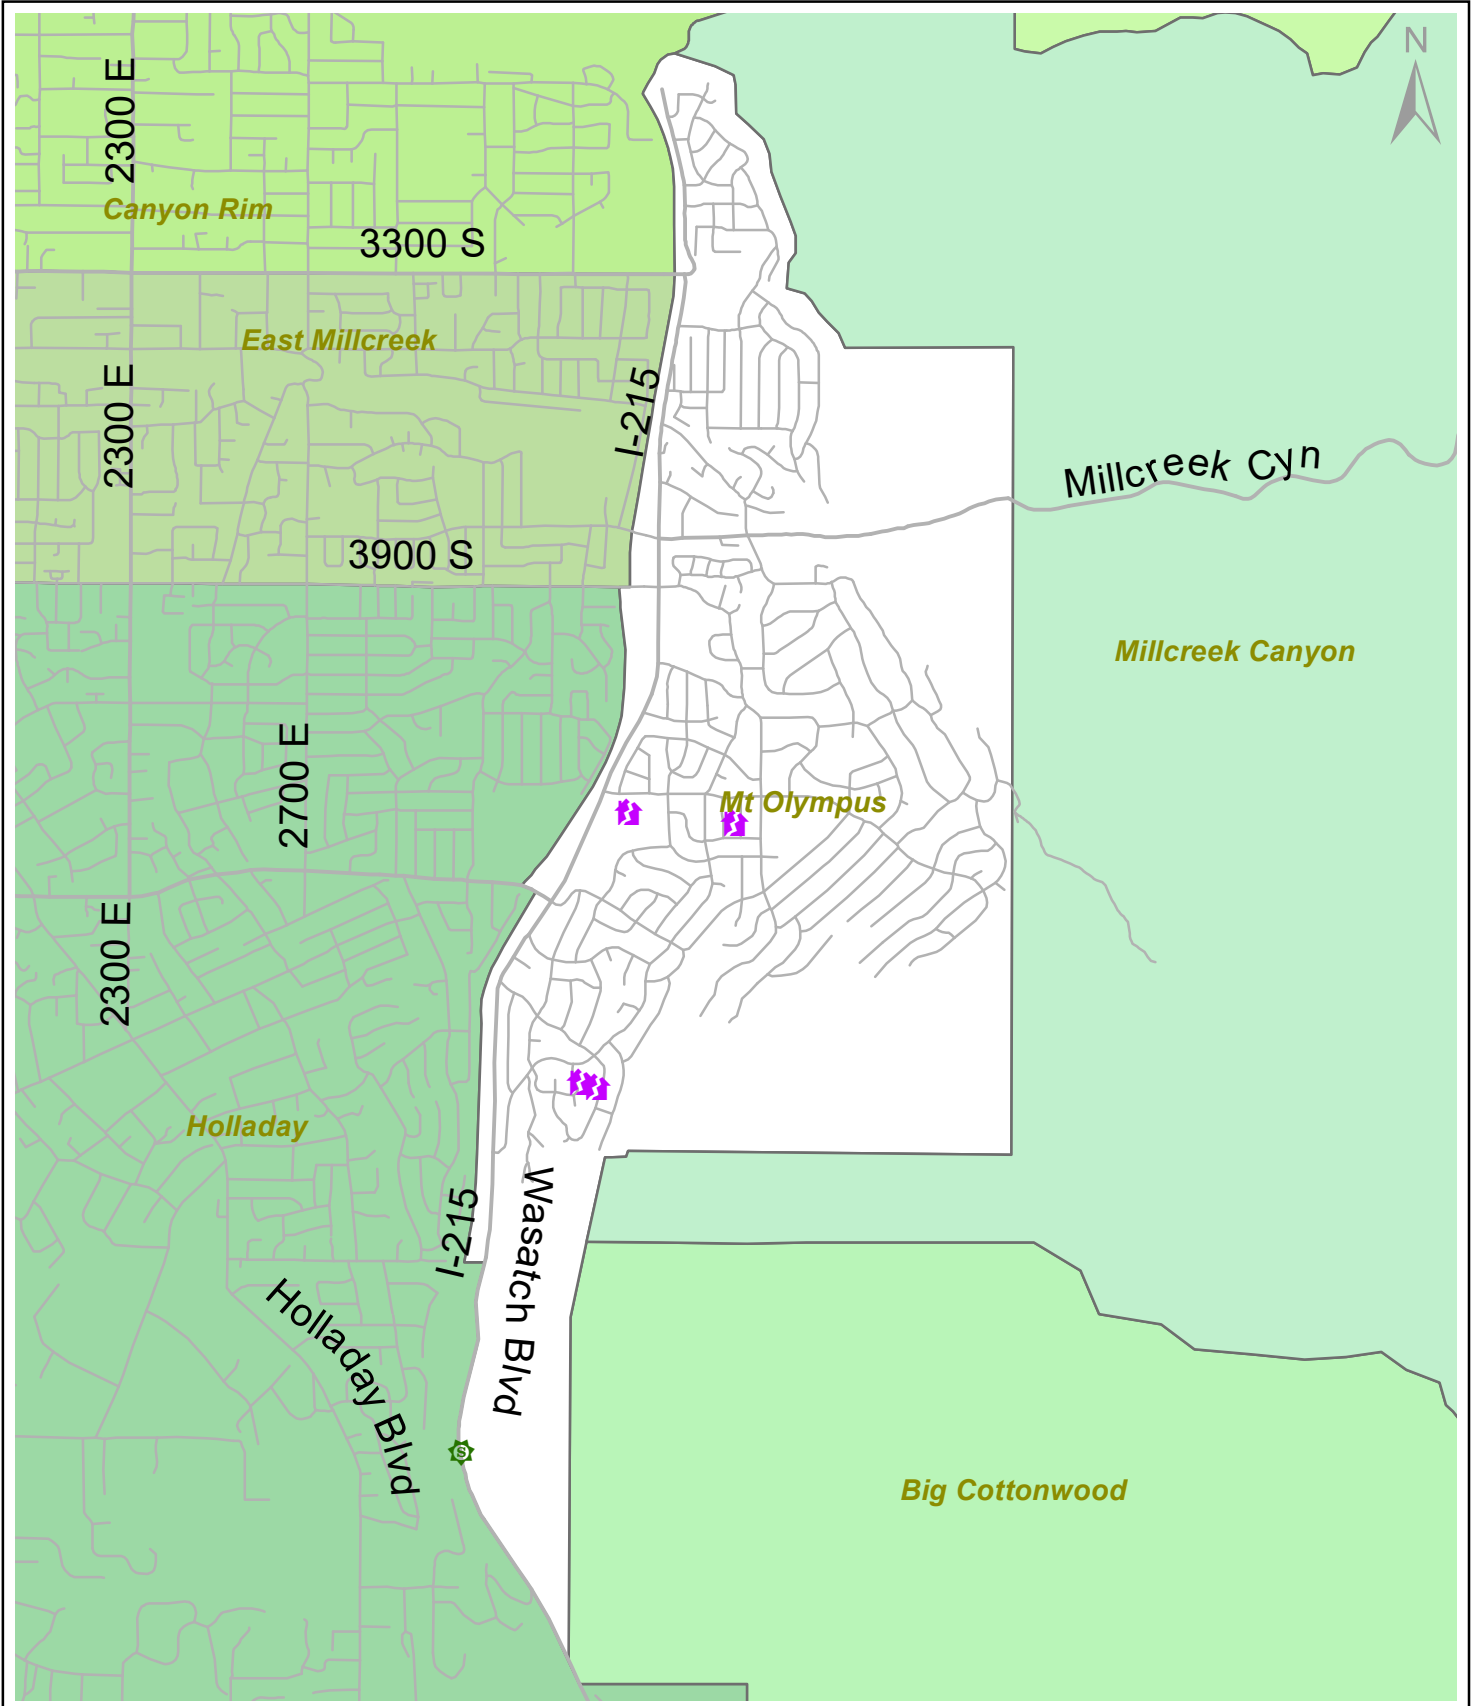 N
2300 E
Canyon Rim
3300 S
East Millcreek
2300 E
I-215
Millcreek Cyn
3900 S
Millcreek Canyon
2700 E
Mt Olympus
2300 E
Holladay
I-215
Wasatch Blvd
Holladay Blvd
S
Big Cottonwood